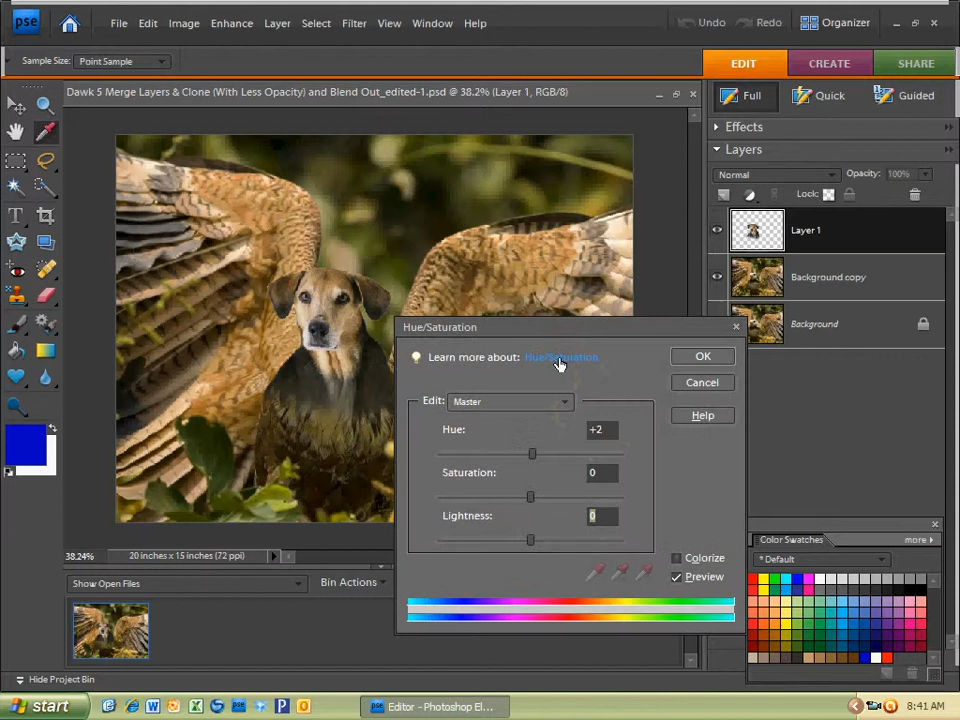 pse File Edit Image Enhance Layer Select Filter View Window Help Undo Redo Organizer
Sample Size: Point Sample EDIT CREATE SHARE
Dawk 5 Merge Layers & Clone (With Less Opacity) and Blend Out_edited-1.psd @ 38.2% (Layer 1, RGB/8)
Full Quick Guided
Effects
Layers
Normal Opacity: 100%
Lock:
Layer 1
Background copy
Background
Hue/Saturation
Learn more about: Hue/Saturation
OK
Cancel
Help
Edit: Master
Hue: +2
Saturation: 0
Lightness: 0
Colorize
Preview
Color Swatches more
* Default
38.24% 20 inches x 15 inches (72 ppi)
Show Open Files Bin Actions
Hide Project Bin
start Editor - Photoshop El... 8:41 AM